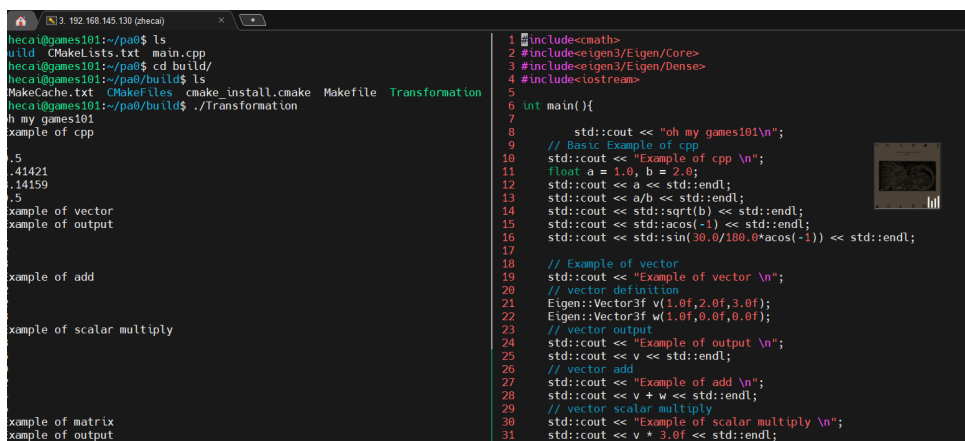 3. 192.168.145.130 (zhecai)
hecai@games101:~/pa0$ ls
uild CMakeLists.txt main.cpp
hecai@games101:~/pa0$ cd build/
hecai@games101:~/pa0/build$ ls
MakeCache.txt CMakeFiles cmake_install.cmake Makefile Transformation
hecai@games101:~/pa0/build$ ./Transformation
h my games101
xample of cpp
.5
.41421
.14159
.5
xample of vector
xample of output
xample of add
xample of scalar multiply
xample of matrix
xample of output
1 #include<cmath>
2 #include<eigen3/Eigen/Core>
3 #include<eigen3/Eigen/Dense>
4 #include<iostream>
5
6 int main(){
7
8 std::cout << "oh my games101\n";
9 // Basic Example of cpp
10 std::cout << "Example of cpp \n";
11 float a = 1.0, b = 2.0;
12 std::cout << a << std::endl;
13 std::cout << a/b << std::endl;
14 std::cout << std::sqrt(b) << std::endl;
15 std::cout << std::acos(-1) << std::endl;
16 std::cout << std::sin(30.0/180.0*acos(-1)) << std::endl;
17
18 // Example of vector
19 std::cout << "Example of vector \n";
20 // vector definition
21 Eigen::Vector3f v(1.0f,2.0f,3.0f);
22 Eigen::Vector3f w(1.0f,0.0f,0.0f);
23 // vector output
24 std::cout << "Example of output \n";
25 std::cout << v << std::endl;
26 // vector add
27 std::cout << "Example of add \n";
28 std::cout << v + w << std::endl;
29 // vector scalar multiply
30 std::cout << "Example of scalar multiply \n";
31 std::cout << v * 3.0f << std::endl;